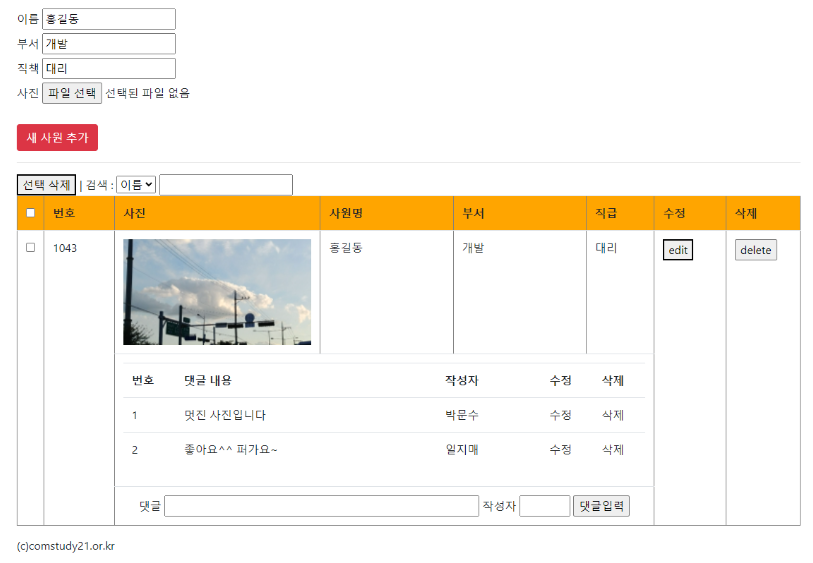 이름 홍길동
부서 개발
직책 대리
사진 파일 선택 선택된 파일 없음
새 사원 추가
선택 삭제 | 검색 : 이름
번호 사진 사원명 부서 직급 수정 삭제
1043 홍길동 개발 대리 edit delete
번호 댓글 내용 작성자 수정 삭제
1 멋진 사진입니다 박문수 수정 삭제
2 좋아요^^ 퍼가요~ 일지매 수정 삭제
댓글 작성자 댓글입력
(c)comstudy21.or.kr